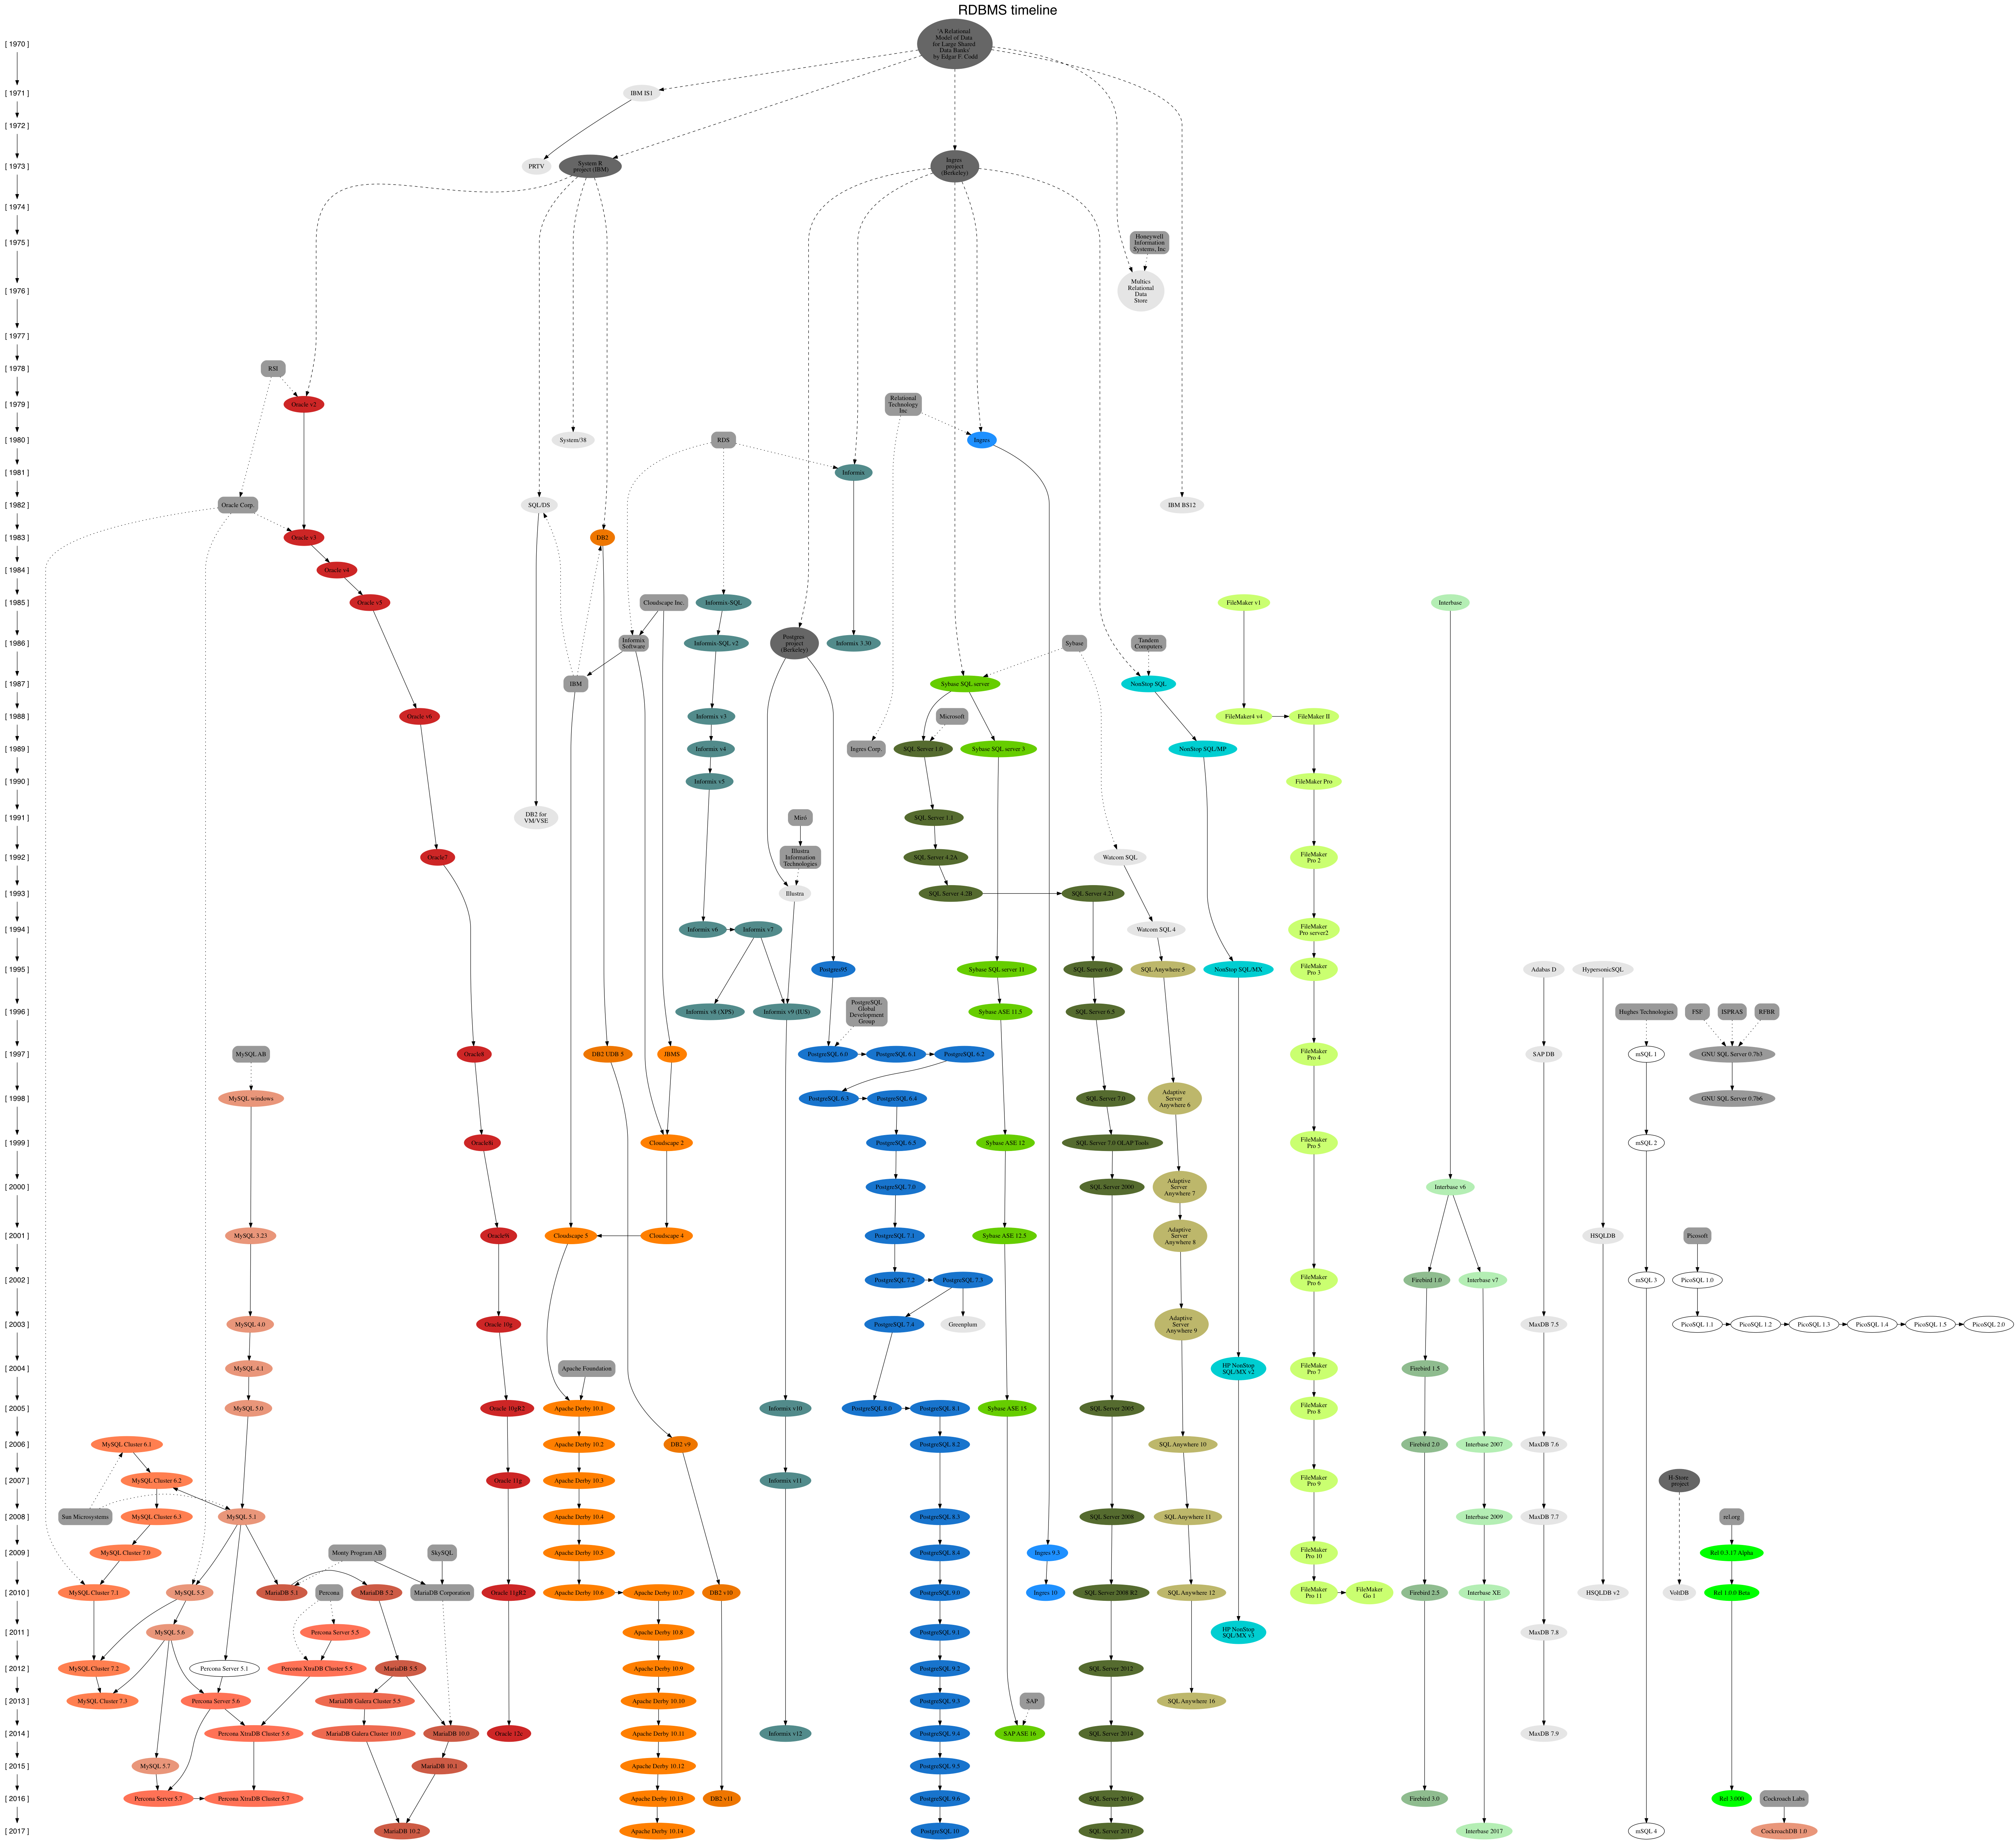 RDBMS timeline
[ 1970 ]
'A Relational
Model of Data
for Large Shared
Data Banks'
by Edgar F. Codd
[ 1971 ]
IBM IS1
[ 1972 ]
[ 1973 ]
PRTV
System R
project (IBM)
Ingres
project
(Berkeley)
[ 1974 ]
[ 1975 ]
Honeywell
Information
Systems, Inc
[ 1976 ]
Multics
Relational
Data
Store
[ 1977 ]
[ 1978 ]
RSI
[ 1979 ]
Oracle v2
Relational
Technology
Inc
[ 1980 ]
System/38
RDS
Ingres
[ 1981 ]
Informix
[ 1982 ]
Oracle Corp.
SQL/DS
IBM BS12
[ 1983 ]
Oracle v3
DB2
[ 1984 ]
Oracle v4
[ 1985 ]
Oracle v5
Cloudscape Inc.
Informix-SQL
FileMaker v1
Interbase
[ 1986 ]
Informix
Software
Informix-SQL v2
Postgres
project
(Berkeley)
Informix 3.30
Sybase
Tandem
Computers
[ 1987 ]
IBM
Sybase SQL server
NonStop SQL
[ 1988 ]
Oracle v6
Informix v3
Microsoft
FileMaker4 v4
FileMaker II
[ 1989 ]
Informix v4
Ingres Corp.
SQL Server 1.0
Sybase SQL server 3
NonStop SQL/MP
[ 1990 ]
Informix v5
FileMaker Pro
[ 1991 ]
DB2 for
VM/VSE
Miró
SQL Server 1.1
[ 1992 ]
Oracle7
Illustra
Information
Technologies
SQL Server 4.2A
Watcom SQL
FileMaker
Pro 2
[ 1993 ]
Illustra
SQL Server 4.2B
SQL Server 4.21
[ 1994 ]
Informix v6
Informix v7
Watcom SQL 4
FileMaker
Pro server2
[ 1995 ]
Postgres95
Sybase SQL server 11
SQL Server 6.0
SQL Anywhere 5
NonStop SQL/MX
FileMaker
Pro 3
Adabas D
HypersonicSQL
[ 1996 ]
Informix v8 (XPS)
Informix v9 (IUS)
PostgreSQL
Global
Development
Group
Sybase ASE 11.5
SQL Server 6.5
Hughes Technologies
FSF
ISPRAS
RFBR
[ 1997 ]
MySQL AB
Oracle8
DB2 UDB 5
JBMS
PostgreSQL 6.0
PostgreSQL 6.1
PostgreSQL 6.2
FileMaker
Pro 4
SAP DB
mSQL 1
GNU SQL Server 0.7b3
[ 1998 ]
MySQL windows
PostgreSQL 6.3
PostgreSQL 6.4
SQL Server 7.0
Adaptive
Server
Anywhere 6
GNU SQL Server 0.7b6
[ 1999 ]
Oracle8i
Cloudscape 2
PostgreSQL 6.5
Sybase ASE 12
SQL Server 7.0 OLAP Tools
FileMaker
Pro 5
mSQL 2
[ 2000 ]
PostgreSQL 7.0
SQL Server 2000
Adaptive
Server
Anywhere 7
Interbase v6
[ 2001 ]
MySQL 3.23
Oracle9i
Cloudscape 5
Cloudscape 4
PostgreSQL 7.1
Sybase ASE 12.5
Adaptive
Server
Anywhere 8
HSQLDB
Picosoft
[ 2002 ]
PostgreSQL 7.2
PostgreSQL 7.3
FileMaker
Pro 6
Firebird 1.0
Interbase v7
mSQL 3
PicoSQL 1.0
[ 2003 ]
MySQL 4.0
Oracle 10g
PostgreSQL 7.4
Greenplum
Adaptive
Server
Anywhere 9
MaxDB 7.5
PicoSQL 1.1
PicoSQL 1.2
PicoSQL 1.3
PicoSQL 1.4
PicoSQL 1.5
PicoSQL 2.0
[ 2004 ]
MySQL 4.1
Apache Foundation
HP NonStop
SQL/MX v2
FileMaker
Pro 7
Firebird 1.5
[ 2005 ]
MySQL 5.0
Oracle 10gR2
Apache Derby 10.1
Informix v10
PostgreSQL 8.0
PostgreSQL 8.1
Sybase ASE 15
SQL Server 2005
FileMaker
Pro 8
[ 2006 ]
MySQL Cluster 6.1
Apache Derby 10.2
DB2 v9
PostgreSQL 8.2
SQL Anywhere 10
Firebird 2.0
Interbase 2007
MaxDB 7.6
[ 2007 ]
MySQL Cluster 6.2
Oracle 11g
Apache Derby 10.3
Informix v11
FileMaker
Pro 9
H-Store
project
[ 2008 ]
Sun Microsystems
MySQL Cluster 6.3
MySQL 5.1
Apache Derby 10.4
PostgreSQL 8.3
SQL Server 2008
SQL Anywhere 11
Interbase 2009
MaxDB 7.7
rel.org
[ 2009 ]
MySQL Cluster 7.0
Monty Program AB
SkySQL
Apache Derby 10.5
PostgreSQL 8.4
Ingres 9.3
FileMaker
Pro 10
Rel 0.3.17 Alpha
[ 2010 ]
MySQL Cluster 7.1
MySQL 5.5
MariaDB 5.1
Percona
MariaDB 5.2
MariaDB Corporation
Oracle 11gR2
Apache Derby 10.6
Apache Derby 10.7
DB2 v10
PostgreSQL 9.0
Ingres 10
SQL Server 2008 R2
SQL Anywhere 12
FileMaker
Pro 11
FileMaker
Go 1
Firebird 2.5
Interbase XE
HSQLDB v2
VoltDB
Rel 1.0.0 Beta
[ 2011 ]
MySQL 5.6
Percona Server 5.5
Apache Derby 10.8
PostgreSQL 9.1
HP NonStop
SQL/MX v3
MaxDB 7.8
[ 2012 ]
MySQL Cluster 7.2
Percona Server 5.1
Percona XtraDB Cluster 5.5
MariaDB 5.5
Apache Derby 10.9
PostgreSQL 9.2
SQL Server 2012
[ 2013 ]
MySQL Cluster 7.3
Percona Server 5.6
MariaDB Galera Cluster 5.5
Apache Derby 10.10
PostgreSQL 9.3
SAP
SQL Anywhere 16
[ 2014 ]
Percona XtraDB Cluster 5.6
MariaDB Galera Cluster 10.0
MariaDB 10.0
Oracle 12c
Apache Derby 10.11
Informix v12
PostgreSQL 9.4
SAP ASE 16
SQL Server 2014
MaxDB 7.9
[ 2015 ]
MySQL 5.7
MariaDB 10.1
Apache Derby 10.12
PostgreSQL 9.5
[ 2016 ]
Percona Server 5.7
Percona XtraDB Cluster 5.7
Apache Derby 10.13
DB2 v11
PostgreSQL 9.6
SQL Server 2016
Firebird 3.0
Rel 3.000
Cockroach Labs
[ 2017 ]
MariaDB 10.2
Apache Derby 10.14
PostgreSQL 10
SQL Server 2017
Interbase 2017
mSQL 4
CockroachDB 1.0